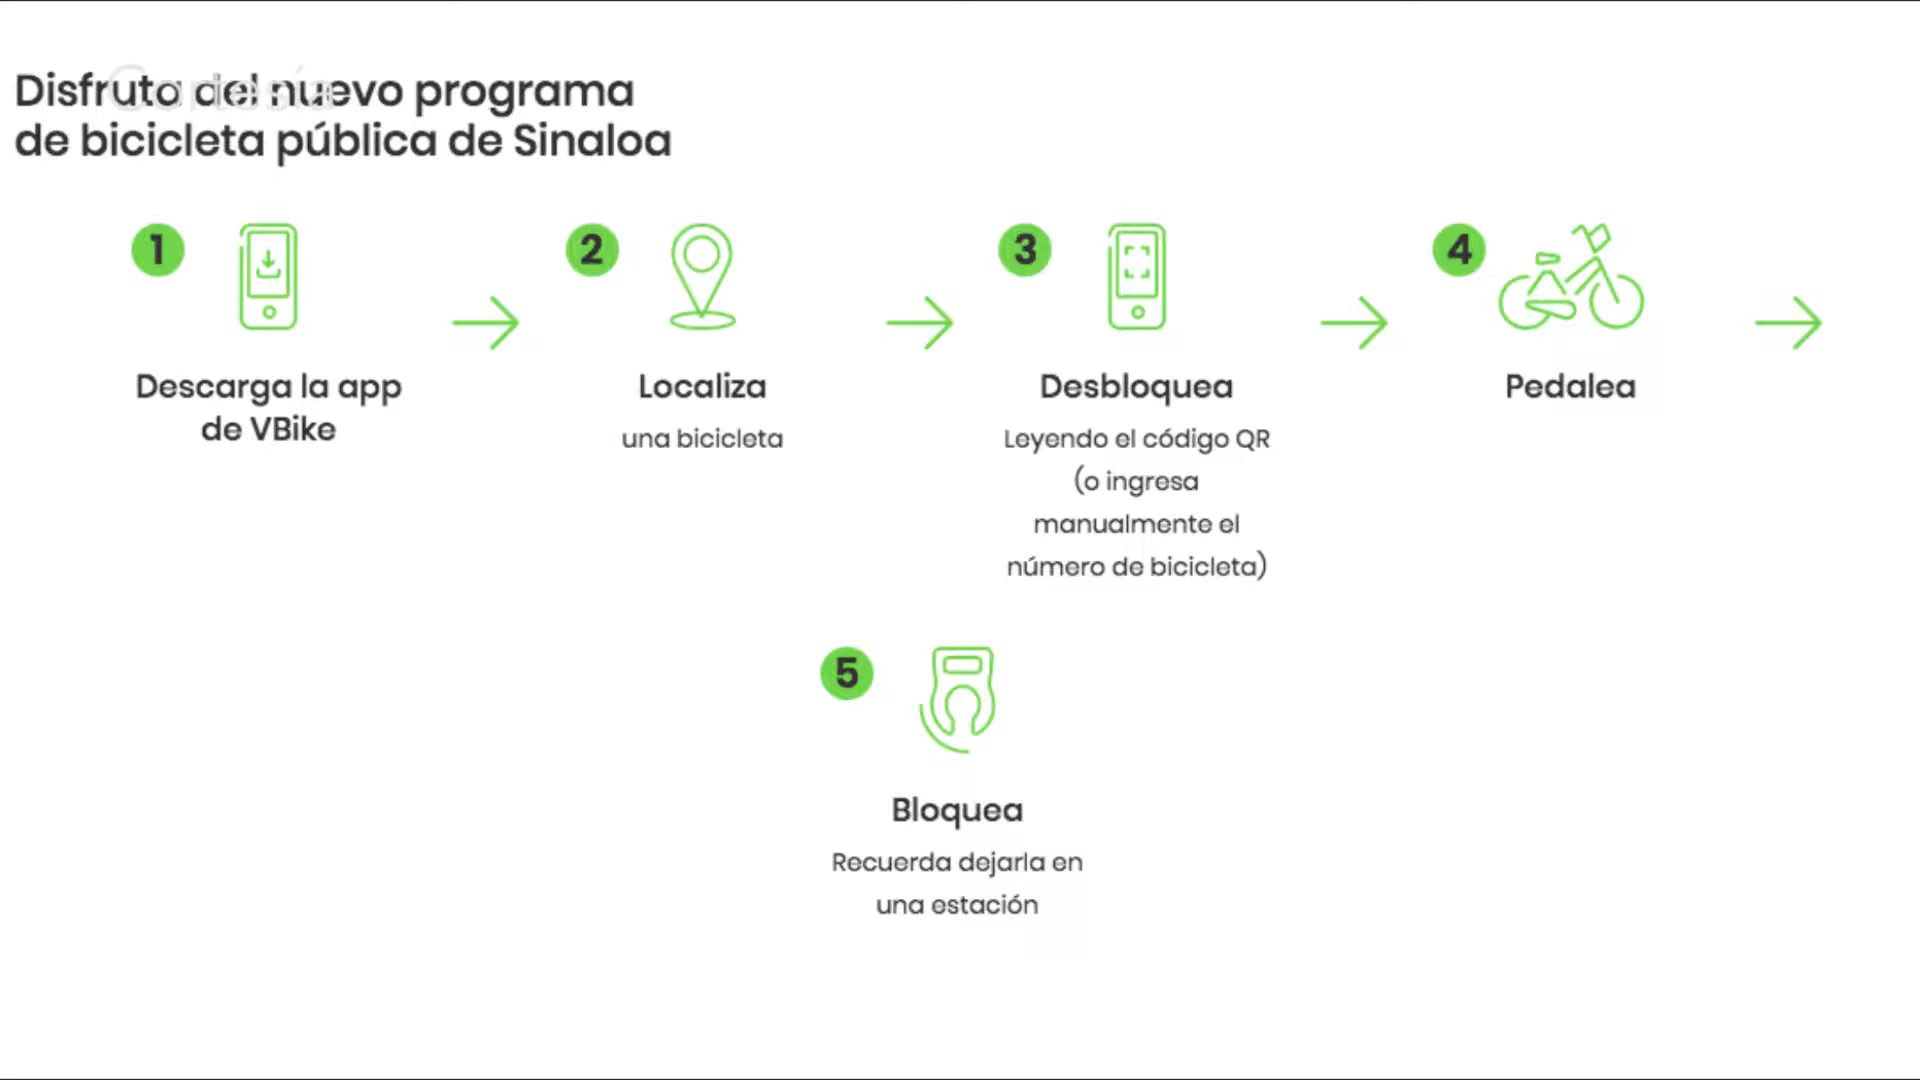 Cortesía
Disfruta del nuevo programa
de bicicleta pública de Sinaloa
1
Descarga la app
de VBike
2
Localiza
una bicicleta
3
Desbloquea
Leyendo el código QR
(o ingresa
manualmente el
número de bicicleta)
4
Pedalea
5
Bloquea
Recuerda dejarla en
una estación